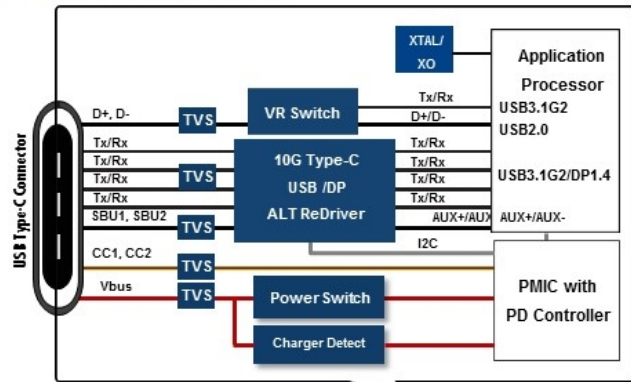 XTAL/
XO
Application
Processor
USB3.1G2
USB2.0
USB3.1G2/DP1.4
AUX+/AUX-
USB Type-C Connector
D+, D-
TVS
VR Switch
Tx/Rx
D+/D-
Tx/Rx
Tx/Rx
Tx/Rx
Tx/Rx
TVS
10G Type-C
USB /DP
ALT ReDriver
Tx/Rx
Tx/Rx
Tx/Rx
Tx/Rx
SBU1, SBU2
TVS
AUX+/AUX
I2C
CC1, CC2
TVS
Vbus
TVS
Power Switch
Charger Detect
PMIC with
PD Controller